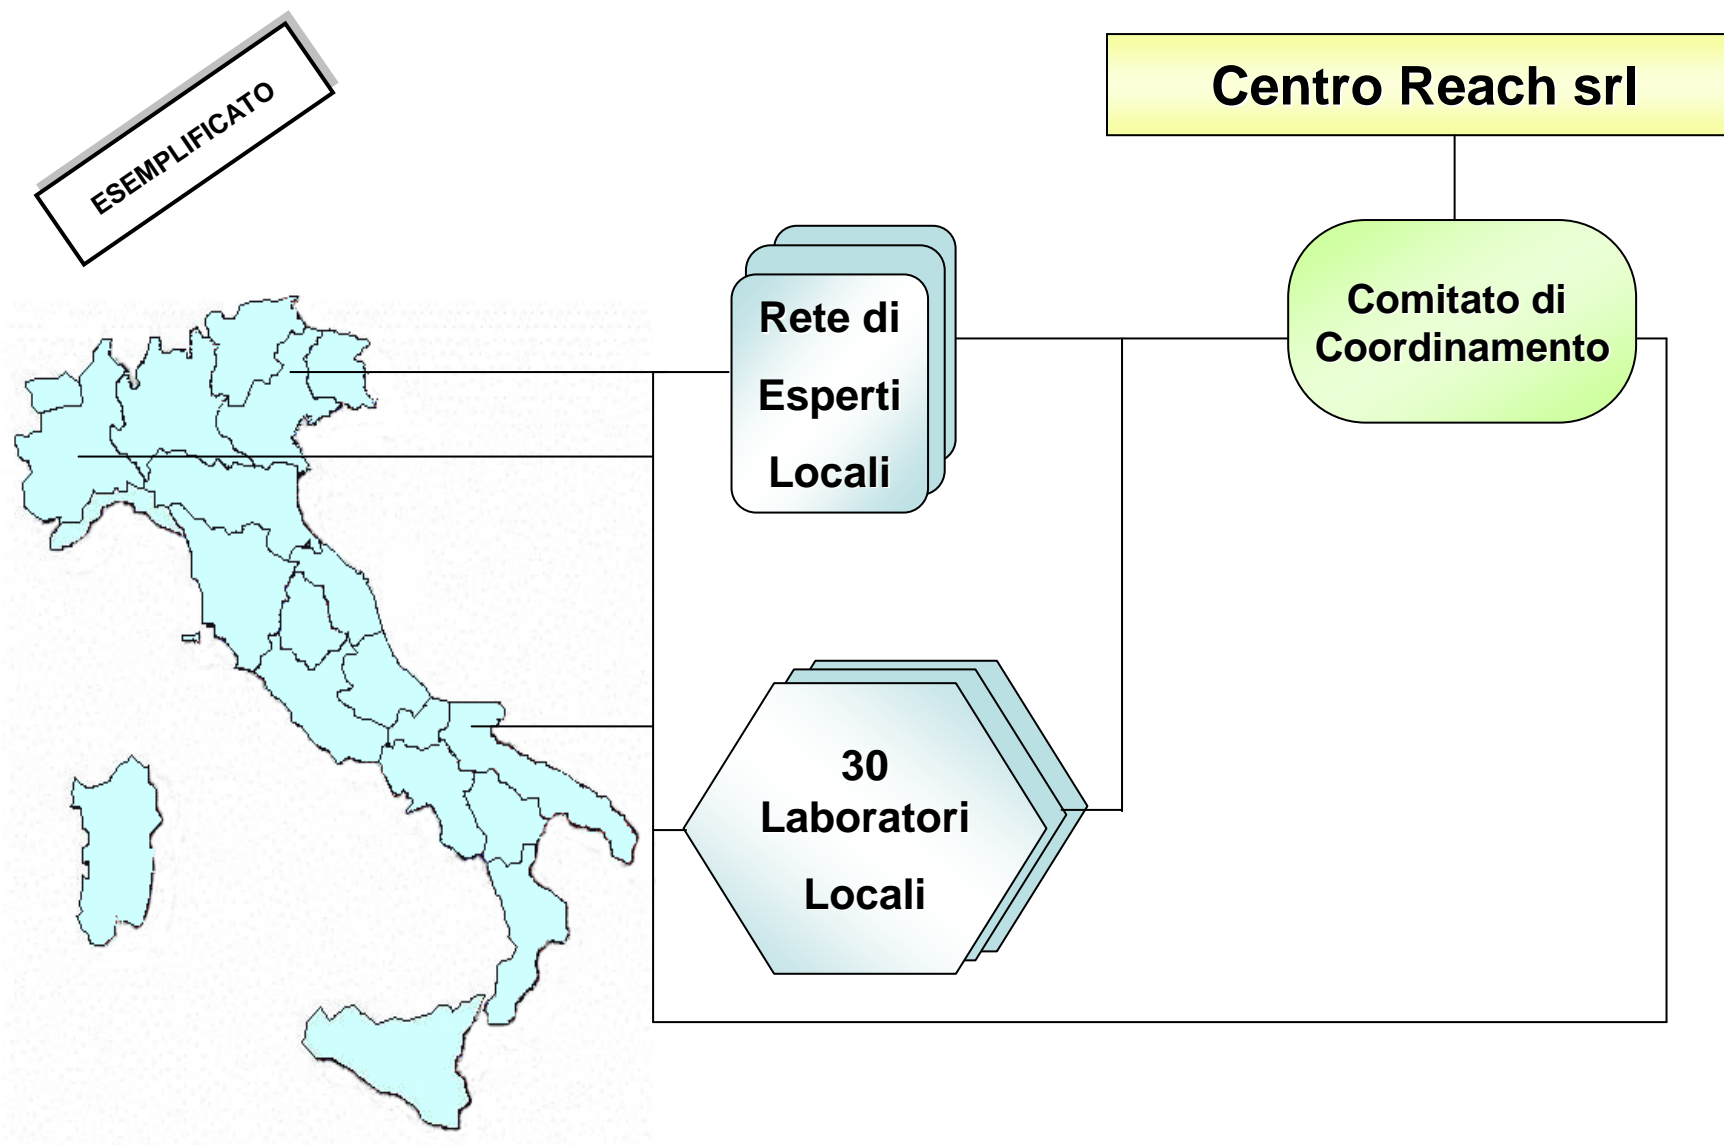 ESEMPLIFICATO
Centro Reach srl
Comitato di
Coordinamento
Rete di
Esperti
Locali
30
Laboratori
Locali